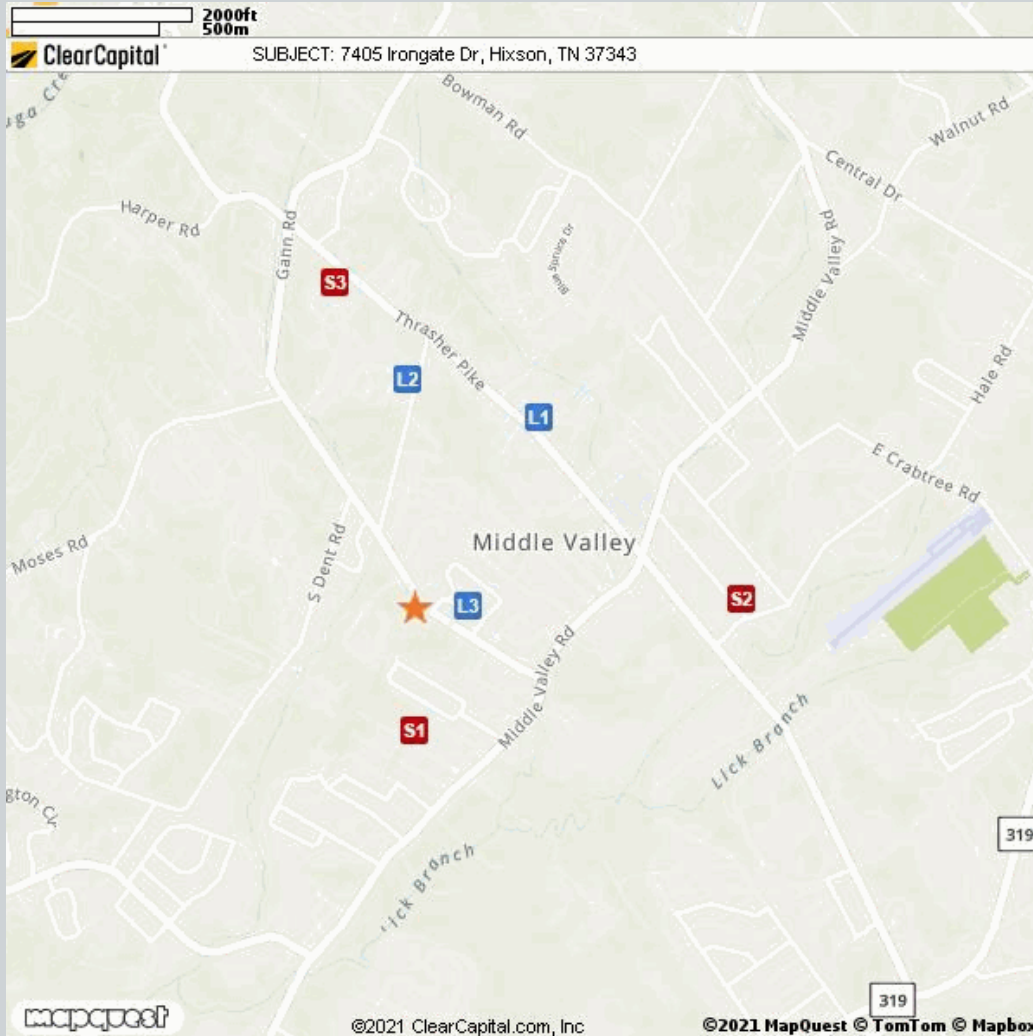 2000ft
500m
ClearCapital
SUBJECT: 7405 Irongate Dr, Hixson, TN 37343
Bowman Rd
Walnut Rd
Central Dr
Harper Rd
Gann Rd
Blue Spruce Dr
Middle Valley Rd
S3
Thrasher Pike
L2
L1
Hale Rd
E Crabtree Rd
Middle Valley
Moses Rd
S Dent Rd
L3
S2
Middle Valley Rd
S1
Lick Branch
319
Lick Branch
319
mapquest
©2021 ClearCapital.com, Inc
©2021 MapQuest © TomTom © Mapbox